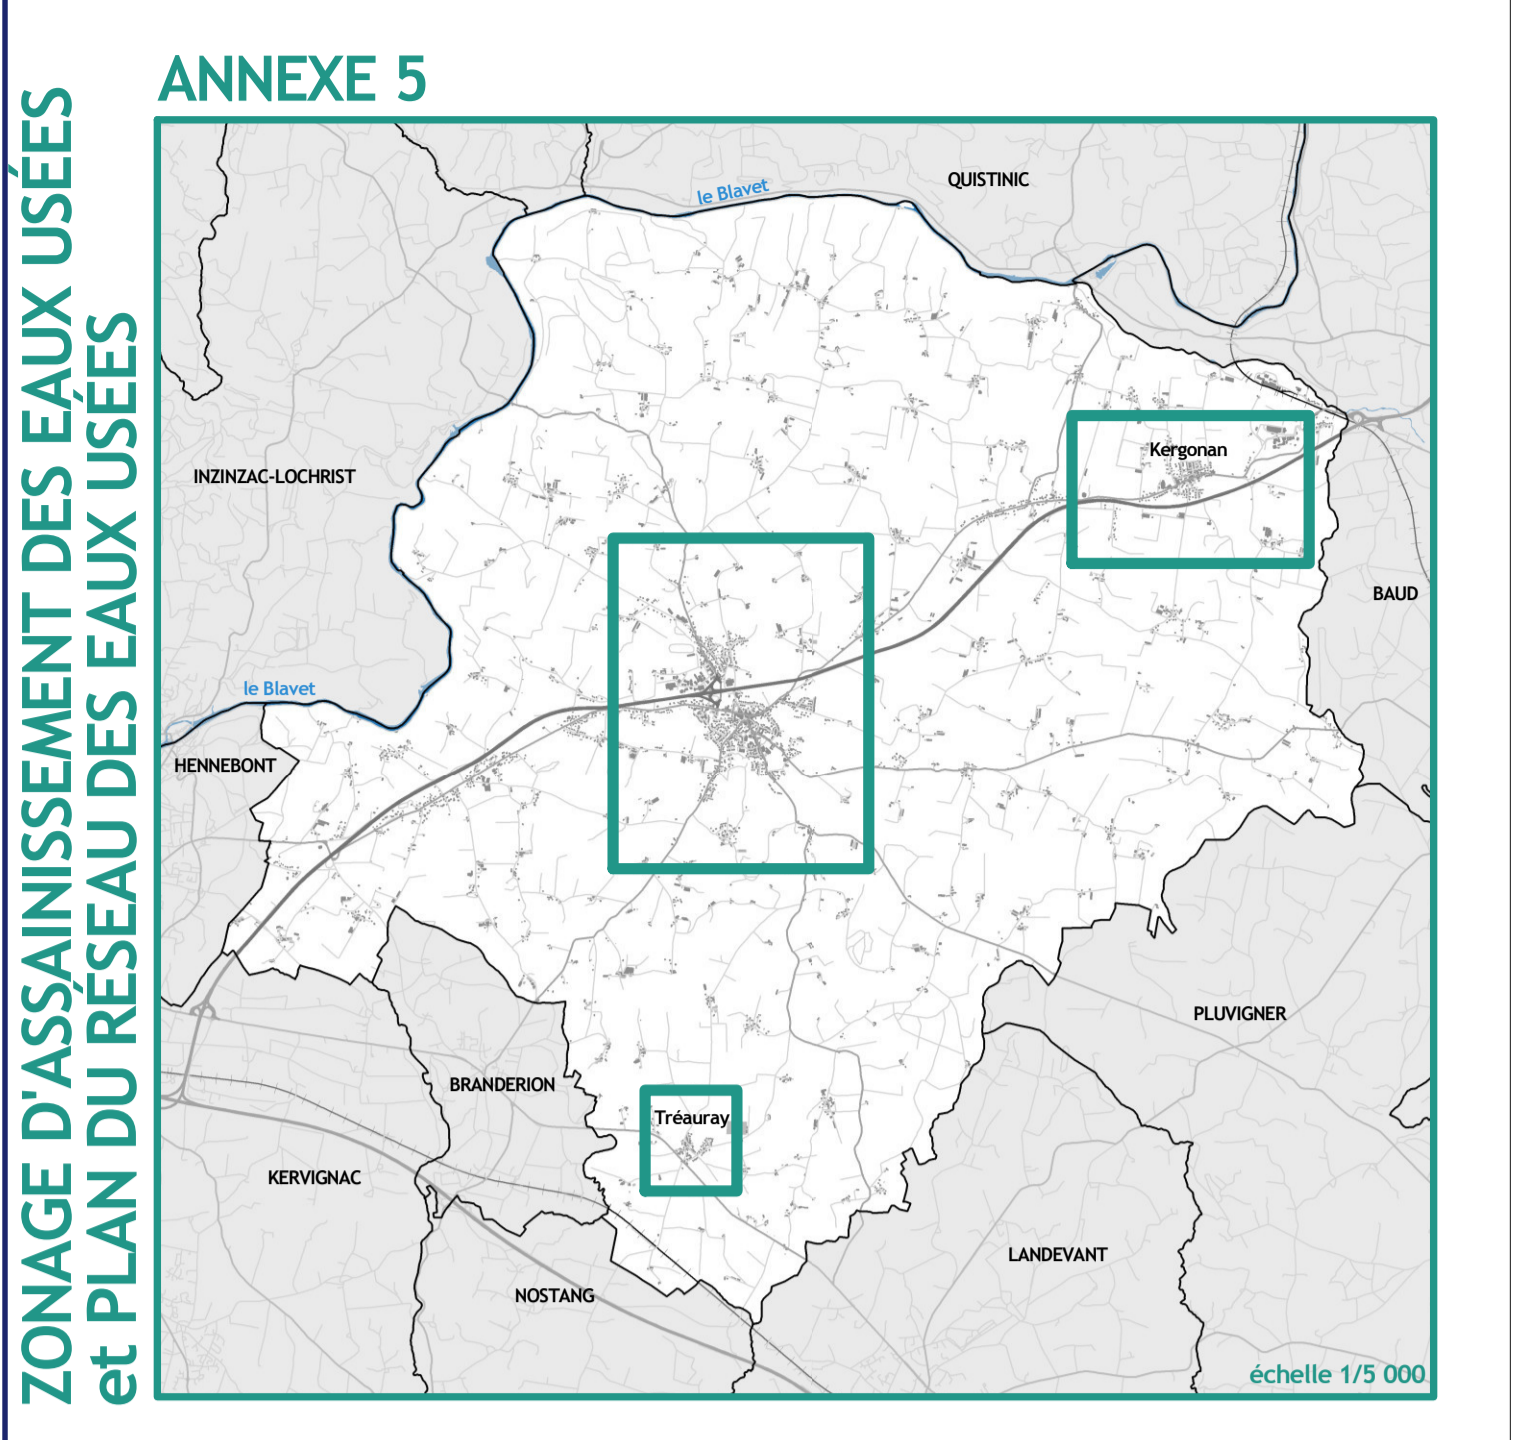 ZONAGE D'ASSAINISSEMENT DES EAUX USÉES
et PLAN DU RÉSEAU DES EAUX USÉES
ANNEXE 5
QUISTINIC
le Blavet
Kergonan
INZINZAC-LOCHRIST
BAUD
le Blavet
HENNEBONT
PLUVIGNER
BRANDERION
Tréauray
KERVIGNAC
LANDEVANT
NOSTANG
échelle 1/5 000